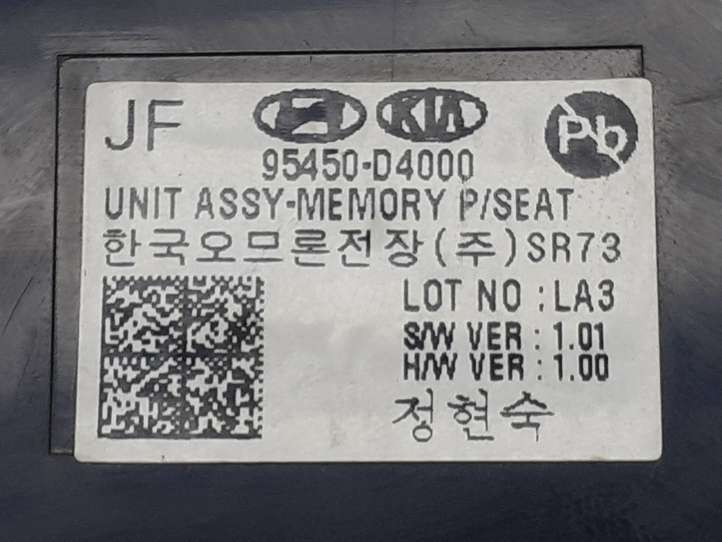 JF KIA Pb
95450-D4000
UNIT ASSY-MEMORY P/SEAT
한국오므론전장(주)SR73
LOT NO : LA3
S/W VER : 1.01
H/W VER : 1.00
정현숙